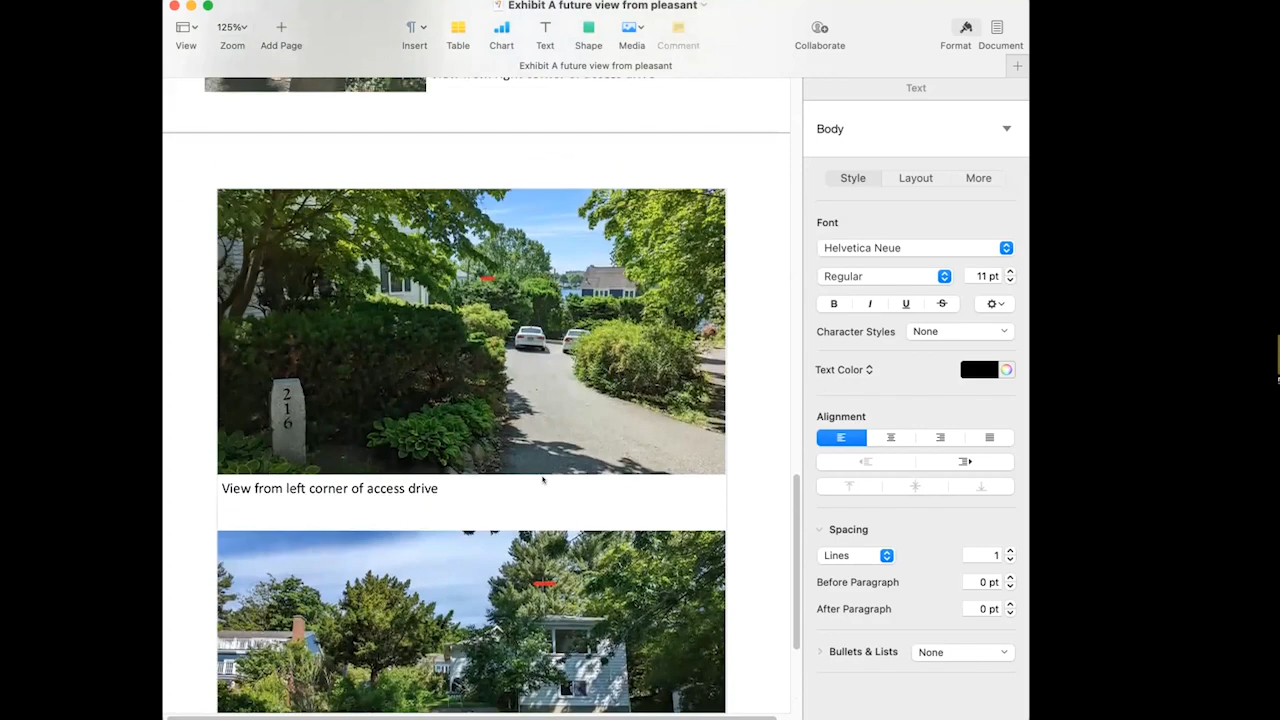 Exhibit A future view from pleasant
View
125%
Zoom
Add Page
Insert
Table
Chart
Text
Shape
Media
Comment
Collaborate
Format
Document
Exhibit A future view from pleasant
Text
Body
Style Layout More
Font
Helvetica Neue
Regular 11 pt
B I U S
Character Styles None
Text Color
Alignment
Spacing
Lines 1
Before Paragraph 0 pt
After Paragraph 0 pt
Bullets & Lists None
2
1
6
View from left corner of access drive